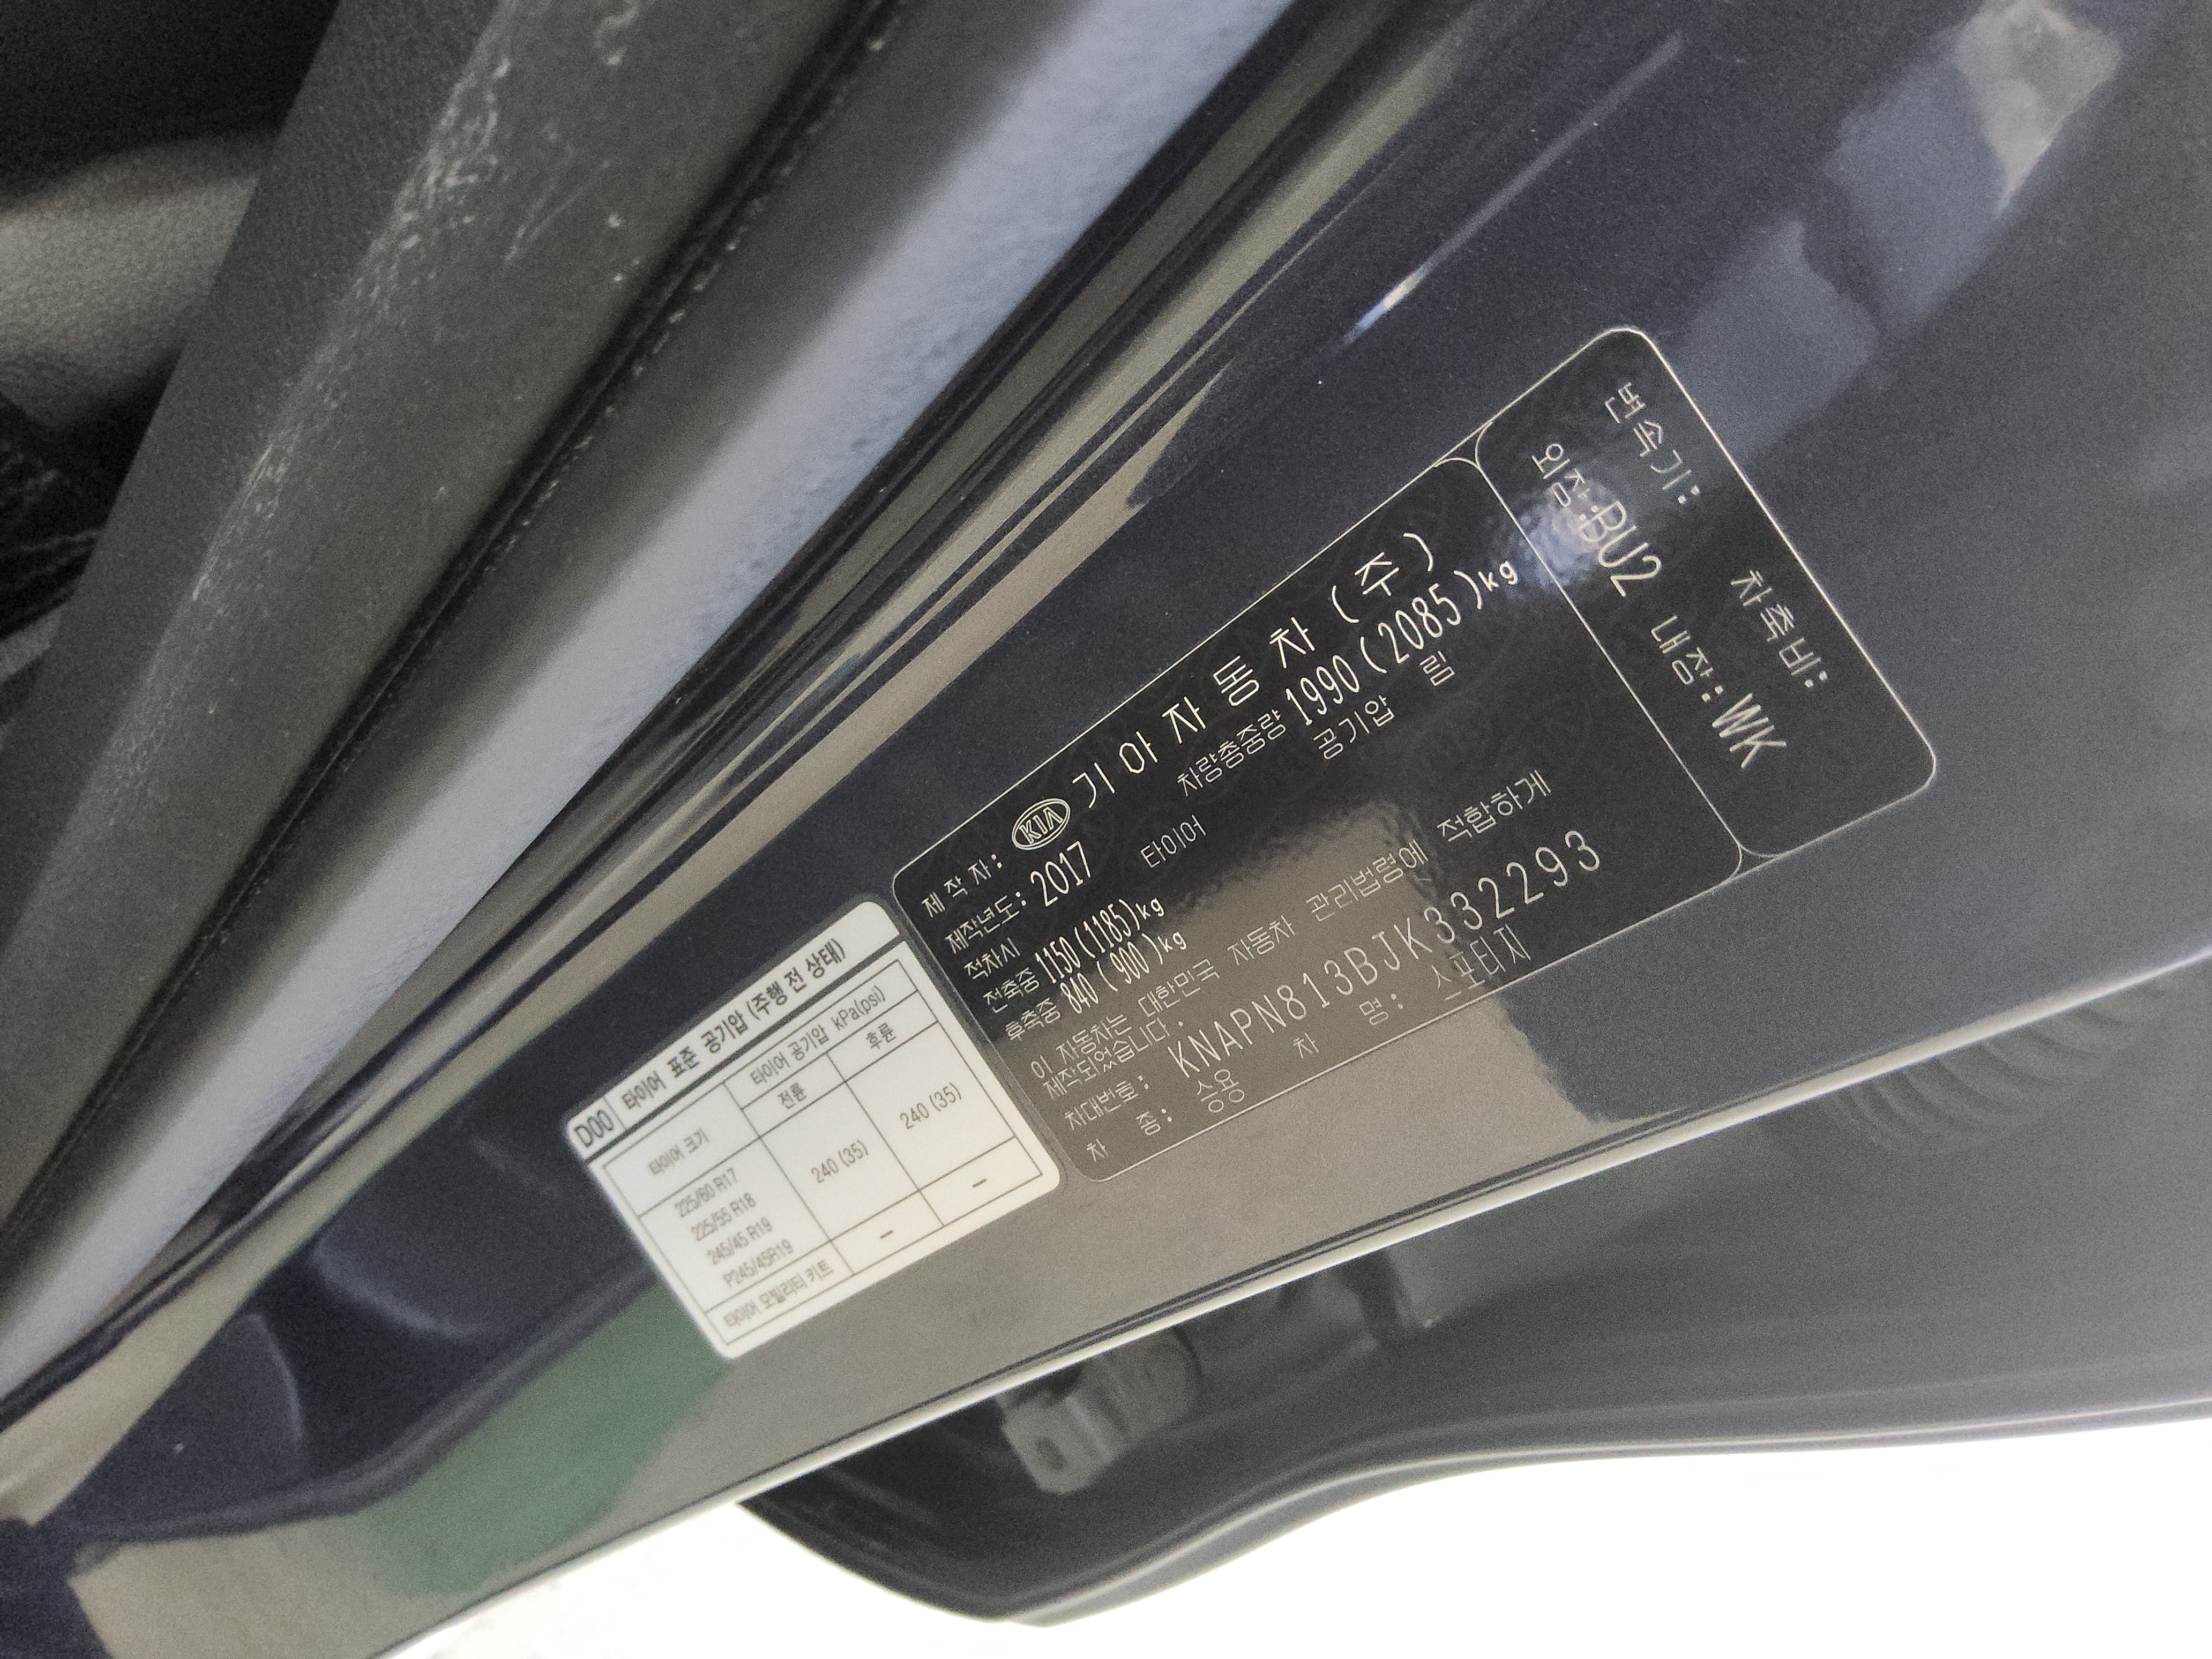 D00 타이어 표준 공기압 (주행 전 상태)
타이어 크기
타이어 공기압 kPa(psi)
전륜 후륜
225/60 R17
225/55 R18
245/45 R19
P245/45R19
240 (35) 240 (35)
타이어 모빌리티 키트 - -
제 작 자 : KIA 기 아 자 동 차 (주)
제작년도: 2017 차량총중량 1990 (2085)kg
적차시 타이어 공기압 림
전축중 1150 (1185)kg
후축중 840 ( 900)kg
이 자동차는 대한민국 자동차 관리법령에 적합하게
제작되었습니다.
차대번호: KNAPN813BJK332293
차 종: 승용 차 명: 스포티지
변속기: 차축비:
외장:BU2 내장:WK